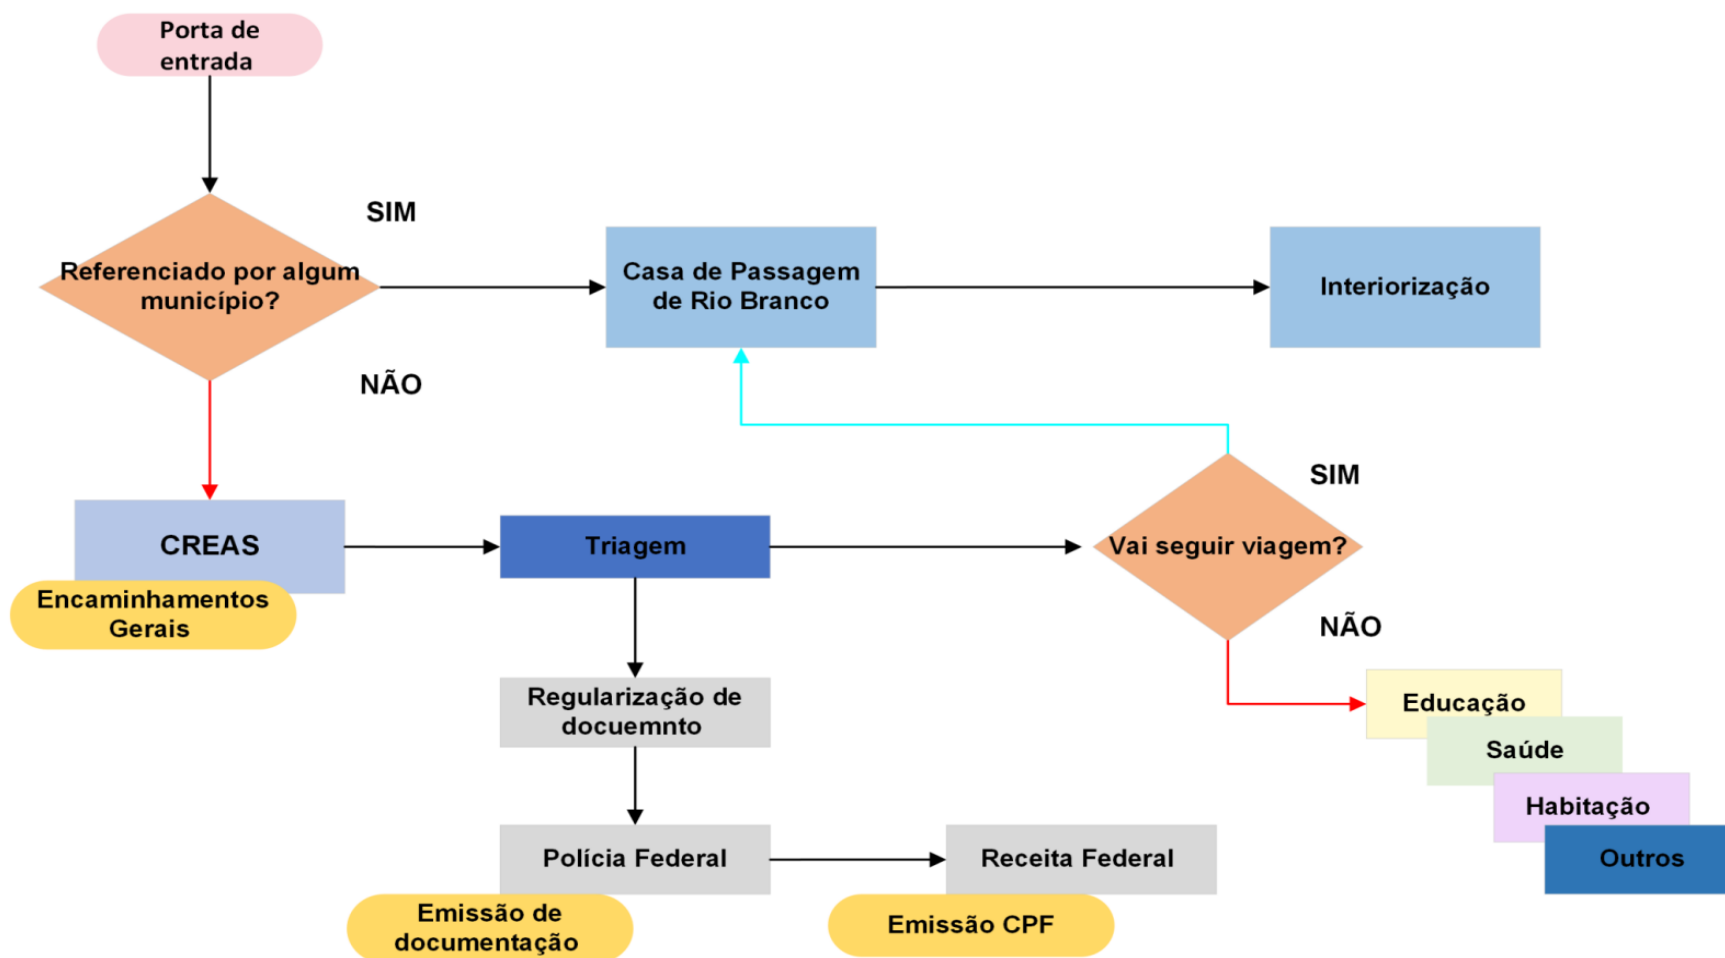 Porta de
entrada
SIM
Referenciado por algum
município?
Casa de Passagem
de Rio Branco
Interiorização
NÃO
SIM
CREAS
Triagem
Vai seguir viagem?
Encaminhamentos
Gerais
NÃO
Regularização de
docuemnto
Educação
Saúde
Habitação
Outros
Polícia Federal
Receita Federal
Emissão de
documentação
Emissão CPF